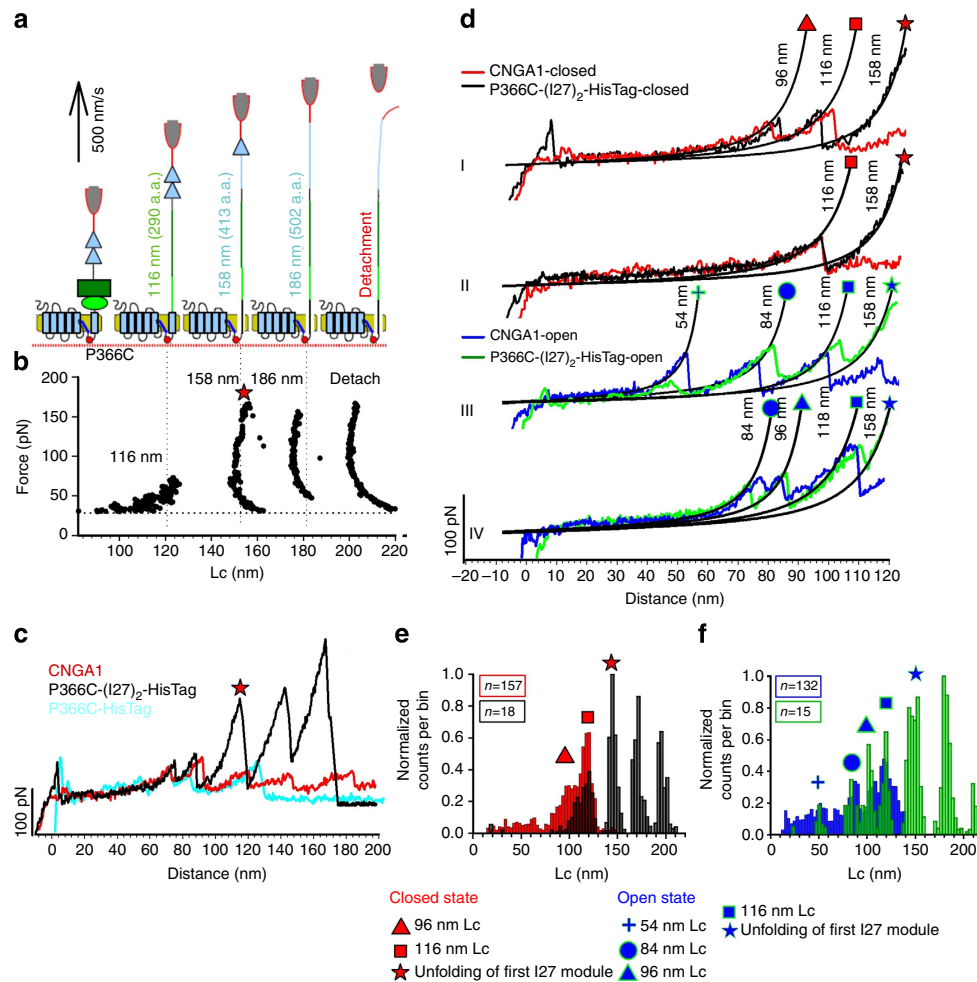 a
500 nm/s
116 nm (290 a.a.)
158 nm (413 a.a.)
186 nm (502 a.a.)
Detachment
P366C
b
158 nm
186 nm
Detach
116 nm
Force (pN)
200
150
100
50
0
100 120 140 160 180 200 220
Lc (nm)
c
CNGA1
P366C-(I27)2-HisTag
P366C-HisTag
100 pN
0 20 40 60 80 100 120 140 160 180 200
Distance (nm)
d
CNGA1-closed
P366C-(I27)2-HisTag-closed
96 nm
116 nm
158 nm
I
116 nm
158 nm
II
CNGA1-open
P366C-(I27)2-HisTag-open
54 nm
84 nm
116 nm
158 nm
III
84 nm
96 nm
118 nm
158 nm
IV
100 pN
−20 −10 0 10 20 30 40 50 60 70 80 90 100 110 120
Distance (nm)
e
n=157
n=18
Normalized
counts per bin
1.0
0.8
0.6
0.4
0.2
0.0
0 50 100 150 200
Lc (nm)
f
n=132
n=15
Normalized
counts per bin
1.0
0.8
0.6
0.4
0.2
0.0
0 50 100 150 200
Lc (nm)
Closed state
96 nm Lc
116 nm Lc
Unfolding of first I27 module
Open state
54 nm Lc
84 nm Lc
96 nm Lc
116 nm Lc
Unfolding of first I27 module